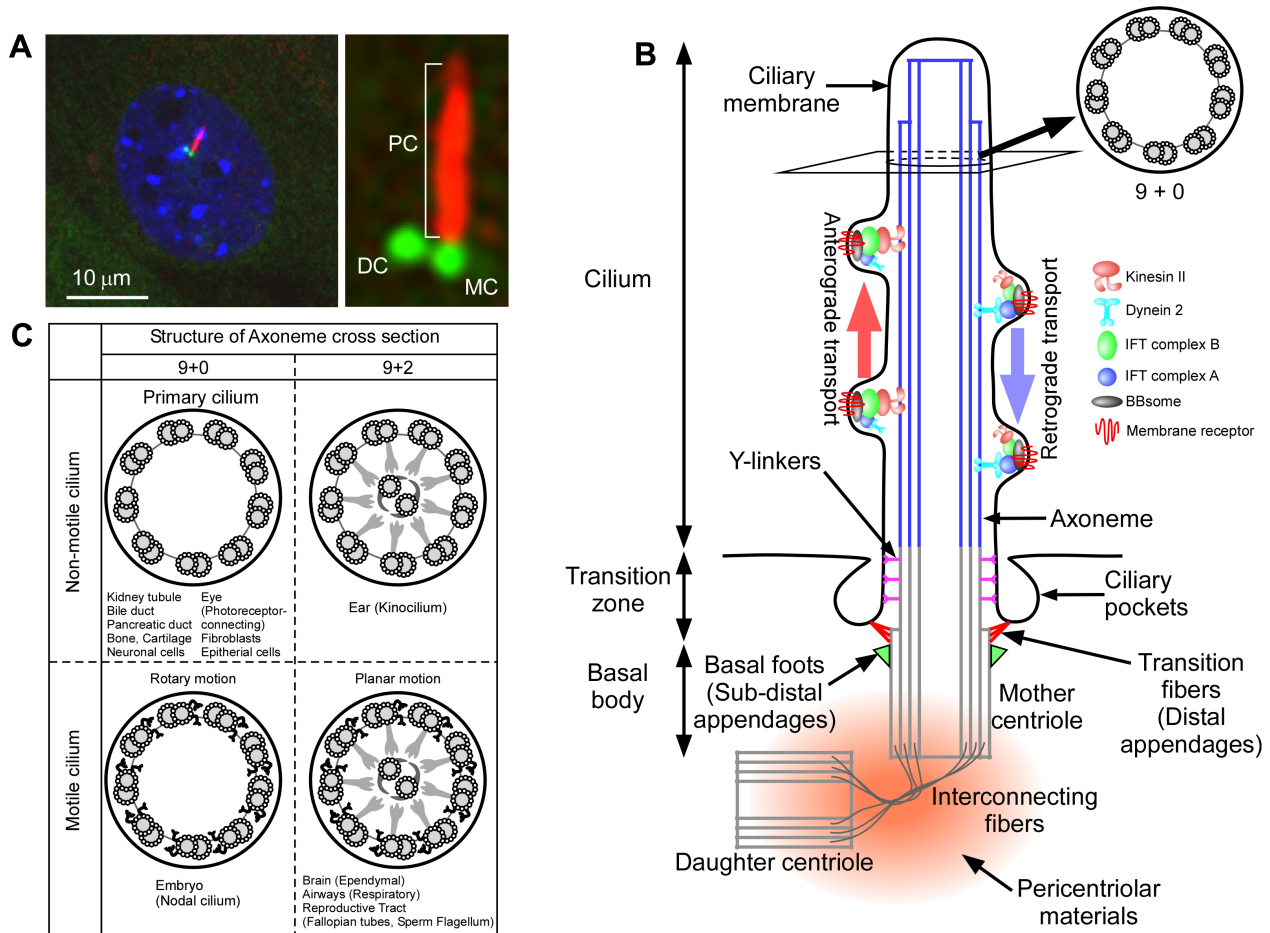 A
PC
DC
MC
10 μm
B
Ciliary
membrane
9 + 0
Cilium
Anterograde transport
Retrograde transport
Kinesin II
Dynein 2
IFT complex B
IFT complex A
BBsome
Membrane receptor
Y-linkers
Axoneme
Transition
zone
Ciliary
pockets
Basal
body
Basal foots
(Sub-distal
appendages)
Mother
centriole
Transition
fibers
(Distal
appendages)
Interconnecting
fibers
Daughter centriole
Pericentriolar
materials
C
Structure of Axoneme cross section
9+0
9+2
Non-motile cilium
Primary cilium
Kidney tubule
Bile duct
Pancreatic duct
Bone, Cartilage
Neuronal cells
Eye
(Photoreceptor-
connecting)
Fibroblasts
Epitherial cells
Ear (Kinocilium)
Motile cilium
Rotary motion
Planar motion
Embryo
(Nodal cilium)
Brain (Ependymal)
Airways (Respiratory)
Reproductive Tract
(Fallopian tubes, Sperm Flagellum)